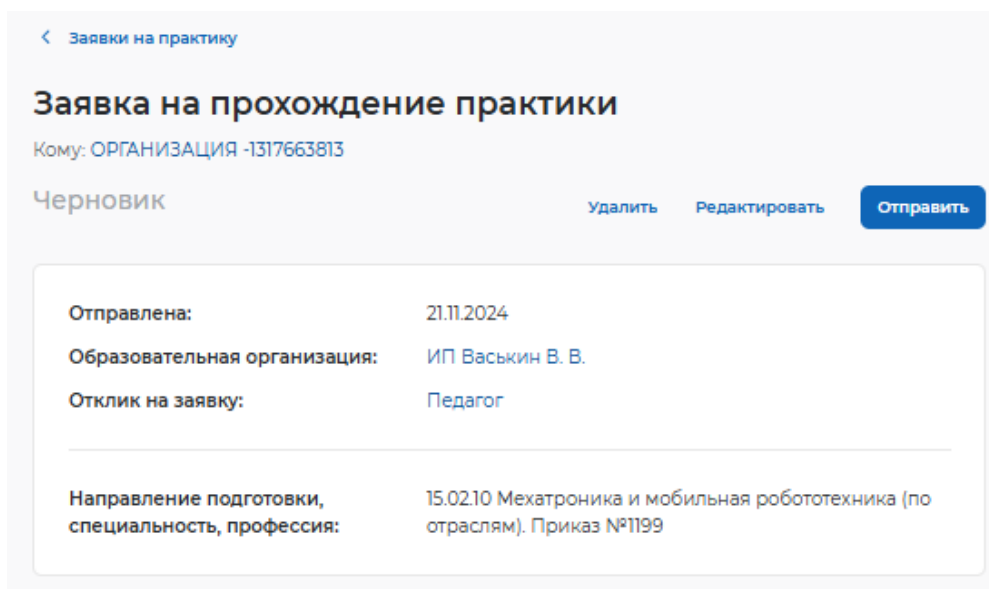 Заявки на практику
Заявка на прохождение практики
Кому: ОРГАНИЗАЦИЯ -1317663813
Черновик
Удалить Редактировать Отправить
Отправлена: 21.11.2024
Образовательная организация: ИП Васькин В. В.
Отклик на заявку: Педагог
Направление подготовки, 15.02.10 Мехатроника и мобильная робототехника (по
специальность, профессия: отраслям). Приказ №1199